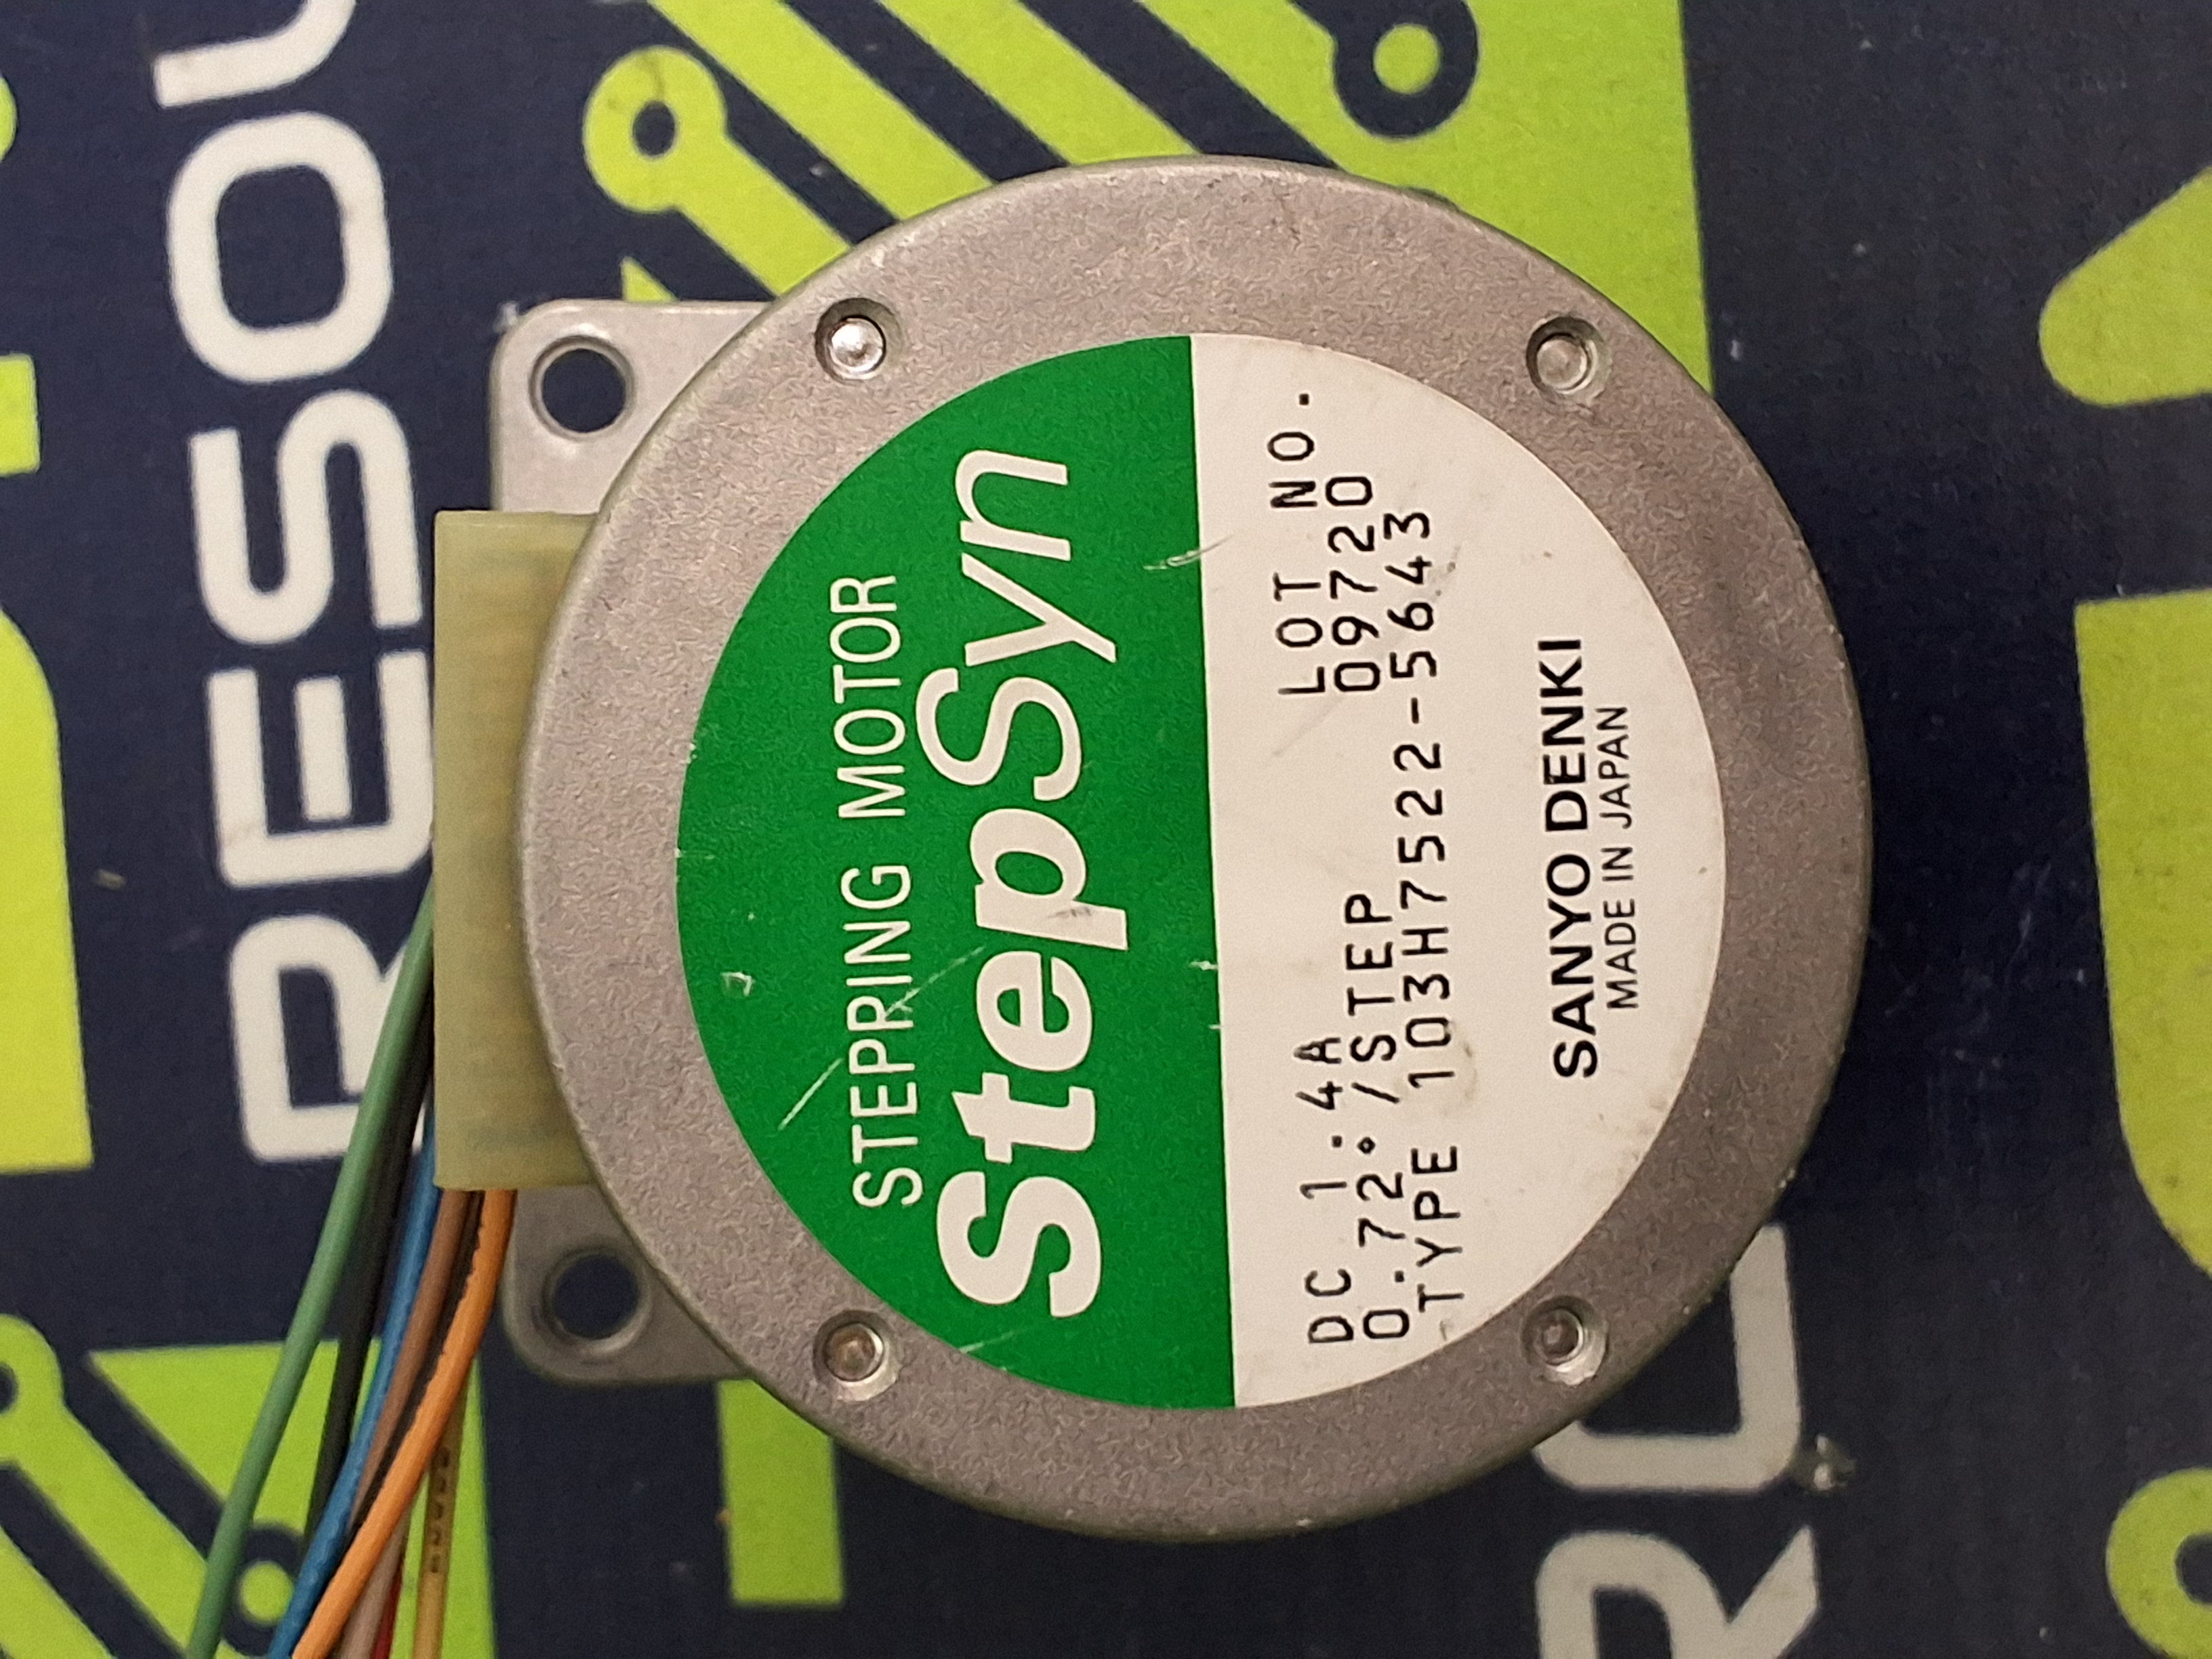 STEPPING MOTOR
StepSyn
DC 1.4A LOT NO.
0.72°/STEP 09720
TYPE 103H7522-5643
SANYO DENKI
MADE IN JAPAN
RESOU